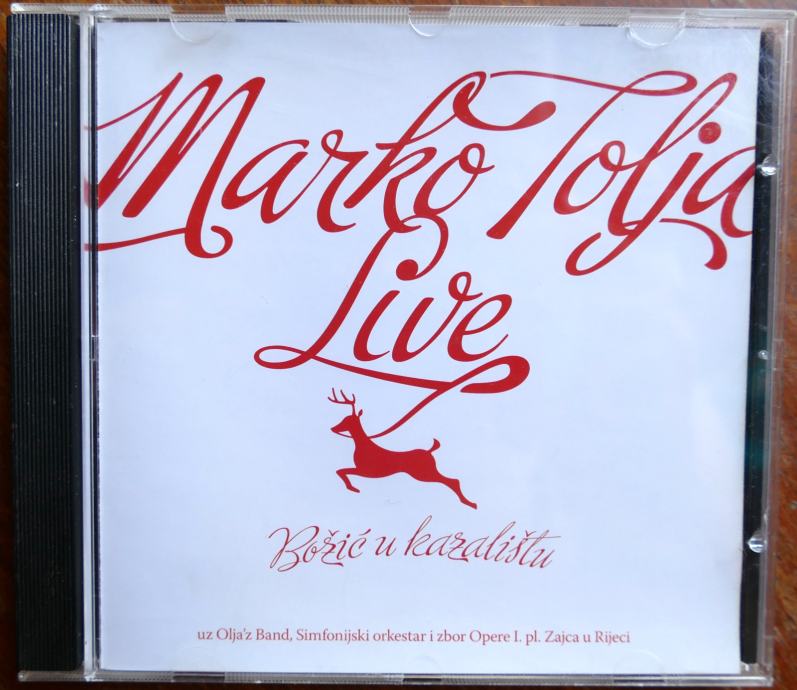 Marko Tolja
Live
Božić u kazalištu
uz Olja'z Band, Simfonijski orkestar i zbor Opere I. pl. Zajca u Rijeci